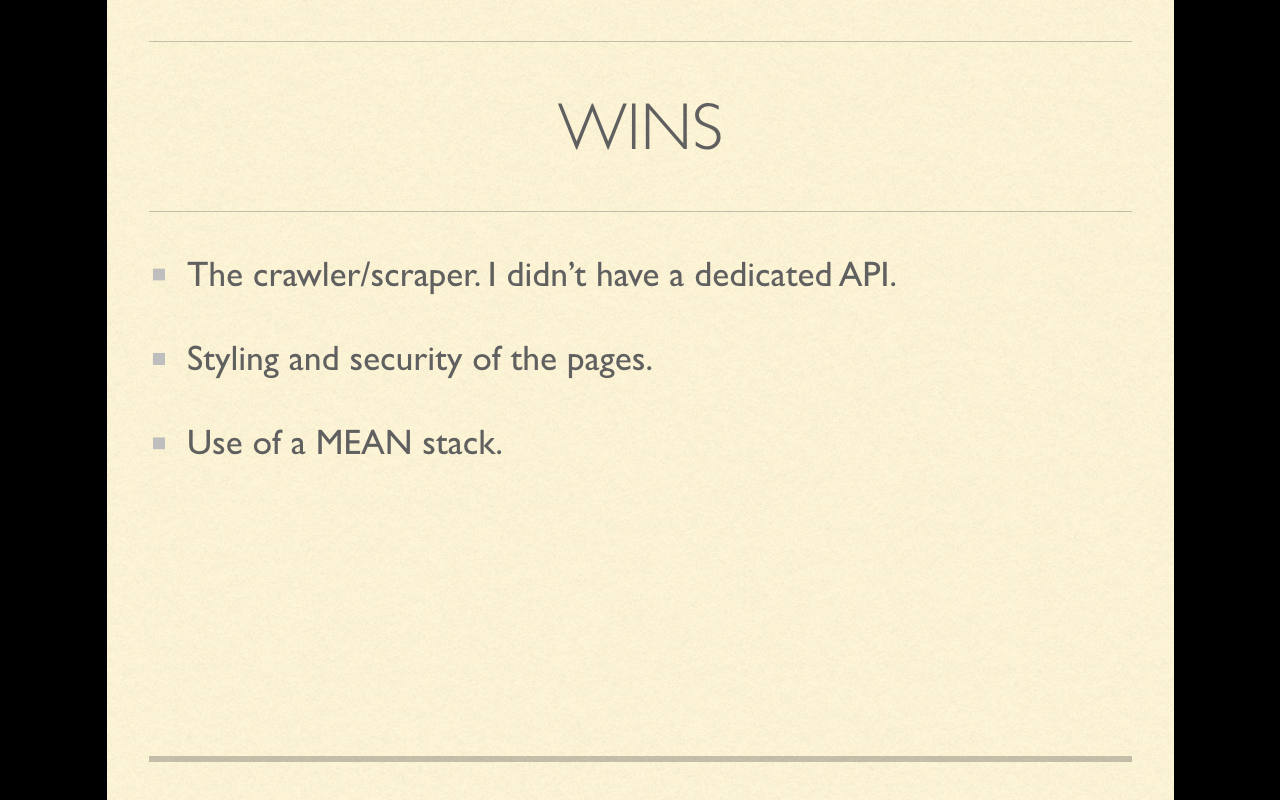 WINS
The crawler/scraper. I didn’t have a dedicated API.
Styling and security of the pages.
Use of a MEAN stack.